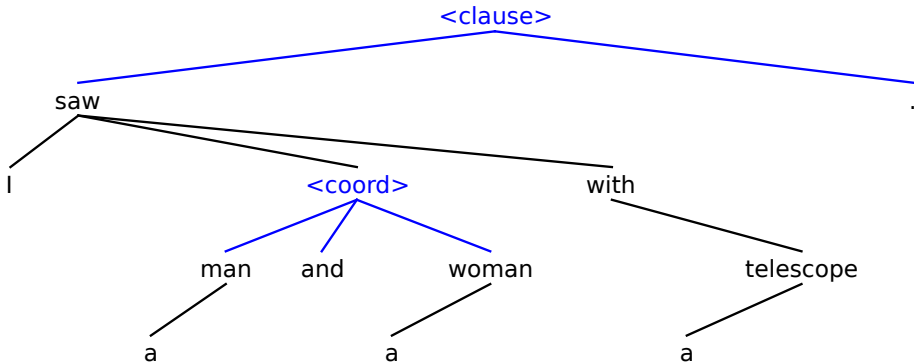 <clause>
saw .
I <coord> with
man and woman telescope
a a a